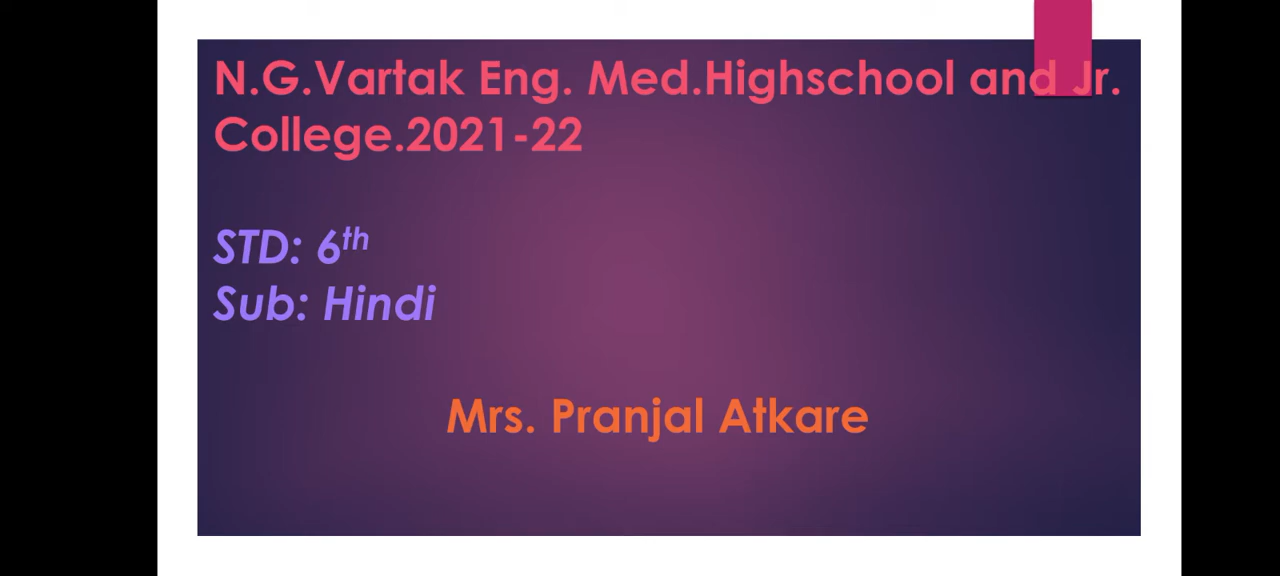 N.G.Vartak Eng. Med.Highschool and Jr.
College.2021-22
STD: 6th
Sub: Hindi
Mrs. Pranjal Atkare